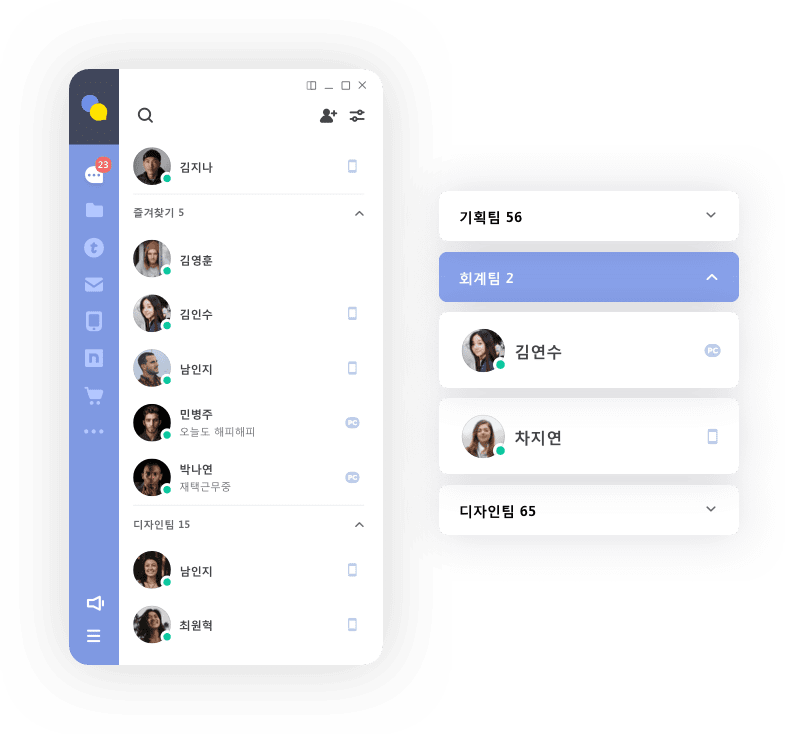 23
김지나
즐겨찾기 5
김영훈
김인수
남인지
민병주
오늘도 해피해피
PC
박나연
재택근무중
PC
디자인팀 15
남인지
최원혁
t
n
기획팀 56
회계팀 2
김연수
PC
차지연
디자인팀 65